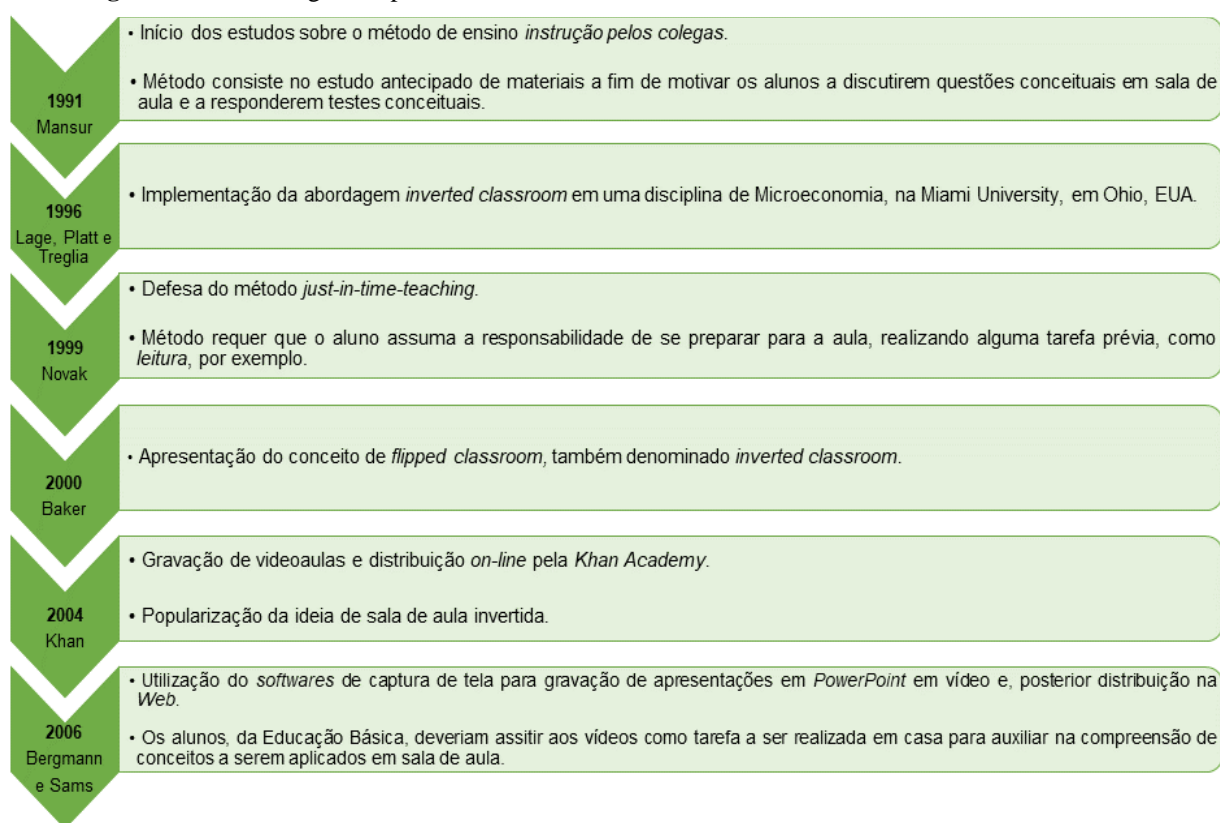 • Início dos estudos sobre o método de ensino instrução pelos colegas.
• Método consiste no estudo antecipado de materiais a fim de motivar os alunos a discutirem questões conceituais em sala de
aula e a responderem testes conceituais.
1991
Mansur
• Implementação da abordagem inverted classroom em uma disciplina de Microeconomia, na Miami University, em Ohio, EUA.
1996
Lage, Platt e
Treglia
• Defesa do método just-in-time-teaching.
• Método requer que o aluno assuma a responsabilidade de se preparar para a aula, realizando alguma tarefa prévia, como
leitura, por exemplo.
1999
Novak
• Apresentação do conceito de flipped classroom, também denominado inverted classroom.
2000
Baker
• Gravação de videoaulas e distribuição on-line pela Khan Academy.
• Popularização da ideia de sala de aula invertida.
2004
Khan
• Utilização do softwares de captura de tela para gravação de apresentações em PowerPoint em vídeo e, posterior distribuição na
Web.
• Os alunos, da Educação Básica, deveriam assitir aos vídeos como tarefa a ser realizada em casa para auxiliar na compreensão de
conceitos a serem aplicados em sala de aula.
2006
Bergmann
e Sams